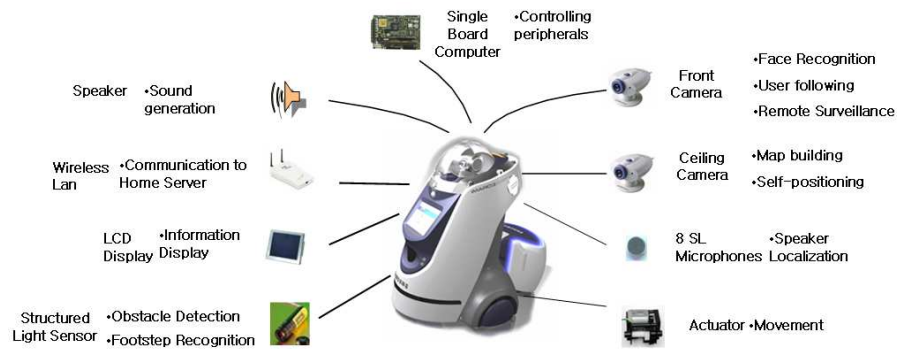 Single
Board
Computer
•Controlling
peripherals
Speaker •Sound
generation
Front
Camera
•Face Recognition
•User following
•Remote Surveillance
Wireless
Lan
•Communication to
Home Server
Ceiling
Camera
•Map building
•Self-positioning
LCD
Display
•Information
Display
8 SL
Microphones
•Speaker
Localization
Structured
Light Sensor
•Obstacle Detection
•Footstep Recognition
Actuator •Movement